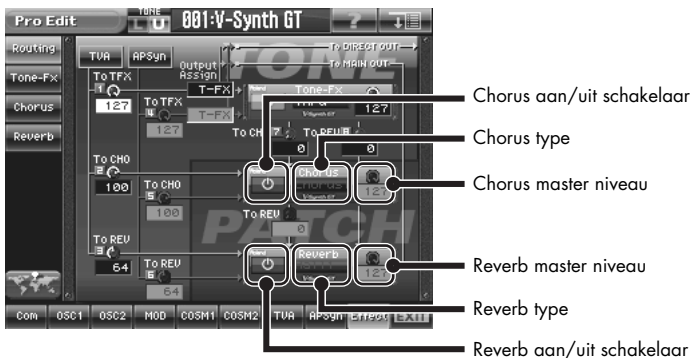 Pro Edit
TONE
L U
001:V-Synth GT
?
Routing
Tone-Fx
Chorus
Reverb
TVA
APSyn
Output
Assign
To DIRECT OUT
To MAIN OUT
TONE
To TFX
1
127
T-FX
To TFX
4
127
T-FX
Tone-Fx
127
To CHO 7
0
To REV 8
0
To CHO
2
100
To CHO
5
100
Chorus
127
To REV
0
PATCH
To REV
3
64
To REV
6
64
Reverb
127
Com OSC1 OSC2 MOD COSM1 COSM2 TVA APSyn Effect EXIT
Chorus aan/uit schakelaar
Chorus type
Chorus master niveau
Reverb master niveau
Reverb type
Reverb aan/uit schakelaar